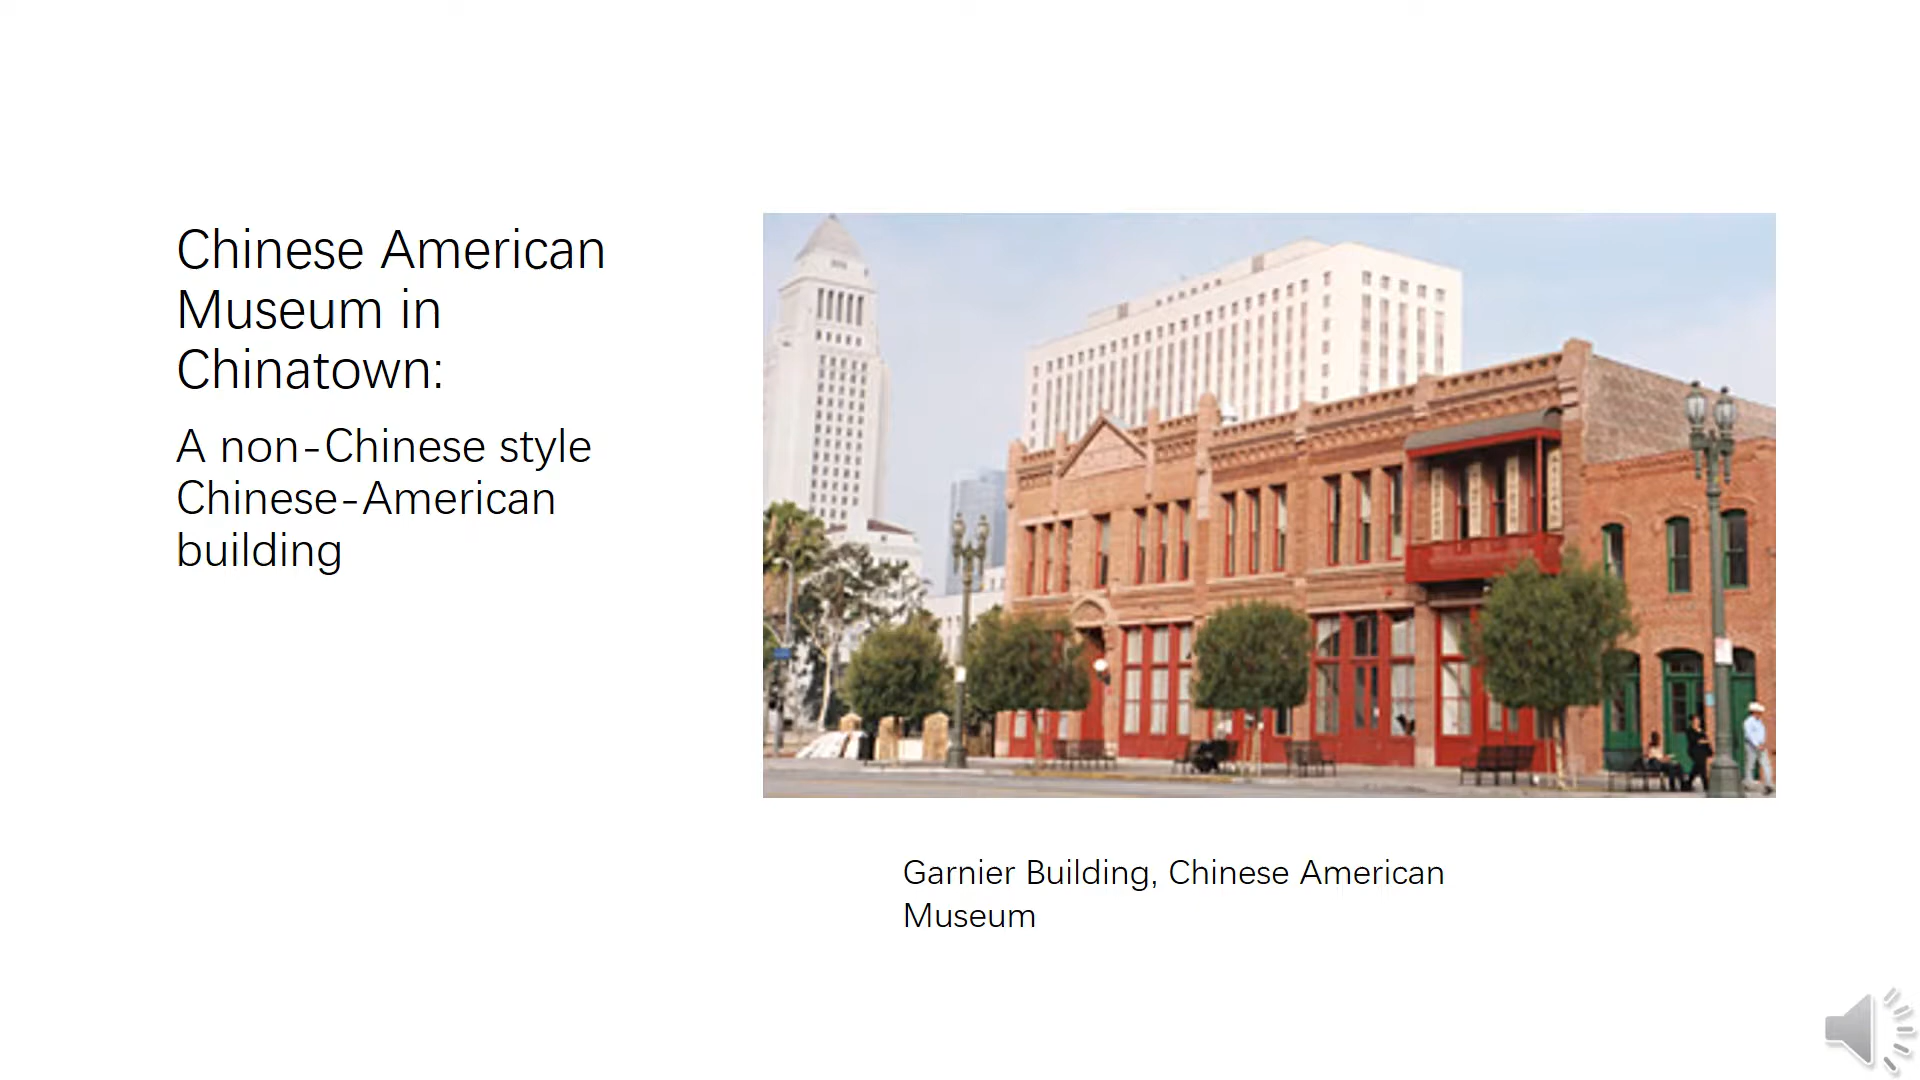 Chinese American
Museum in
Chinatown:
A non-Chinese style
Chinese-American
building
Garnier Building, Chinese American
Museum